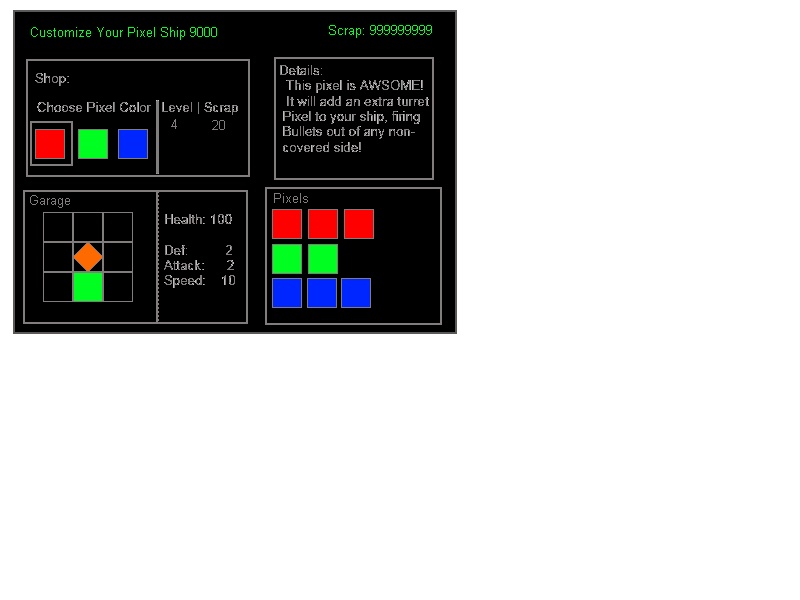 Customize Your Pixel Ship 9000
Scrap: 999999999
Shop:
Choose Pixel Color
Level | Scrap
4 20
Details:
This pixel is AWSOME!
It will add an extra turret
Pixel to your ship, firing
Bullets out of any non-
covered side!
Garage
Health: 100
Def: 2
Attack: 2
Speed: 10
Pixels